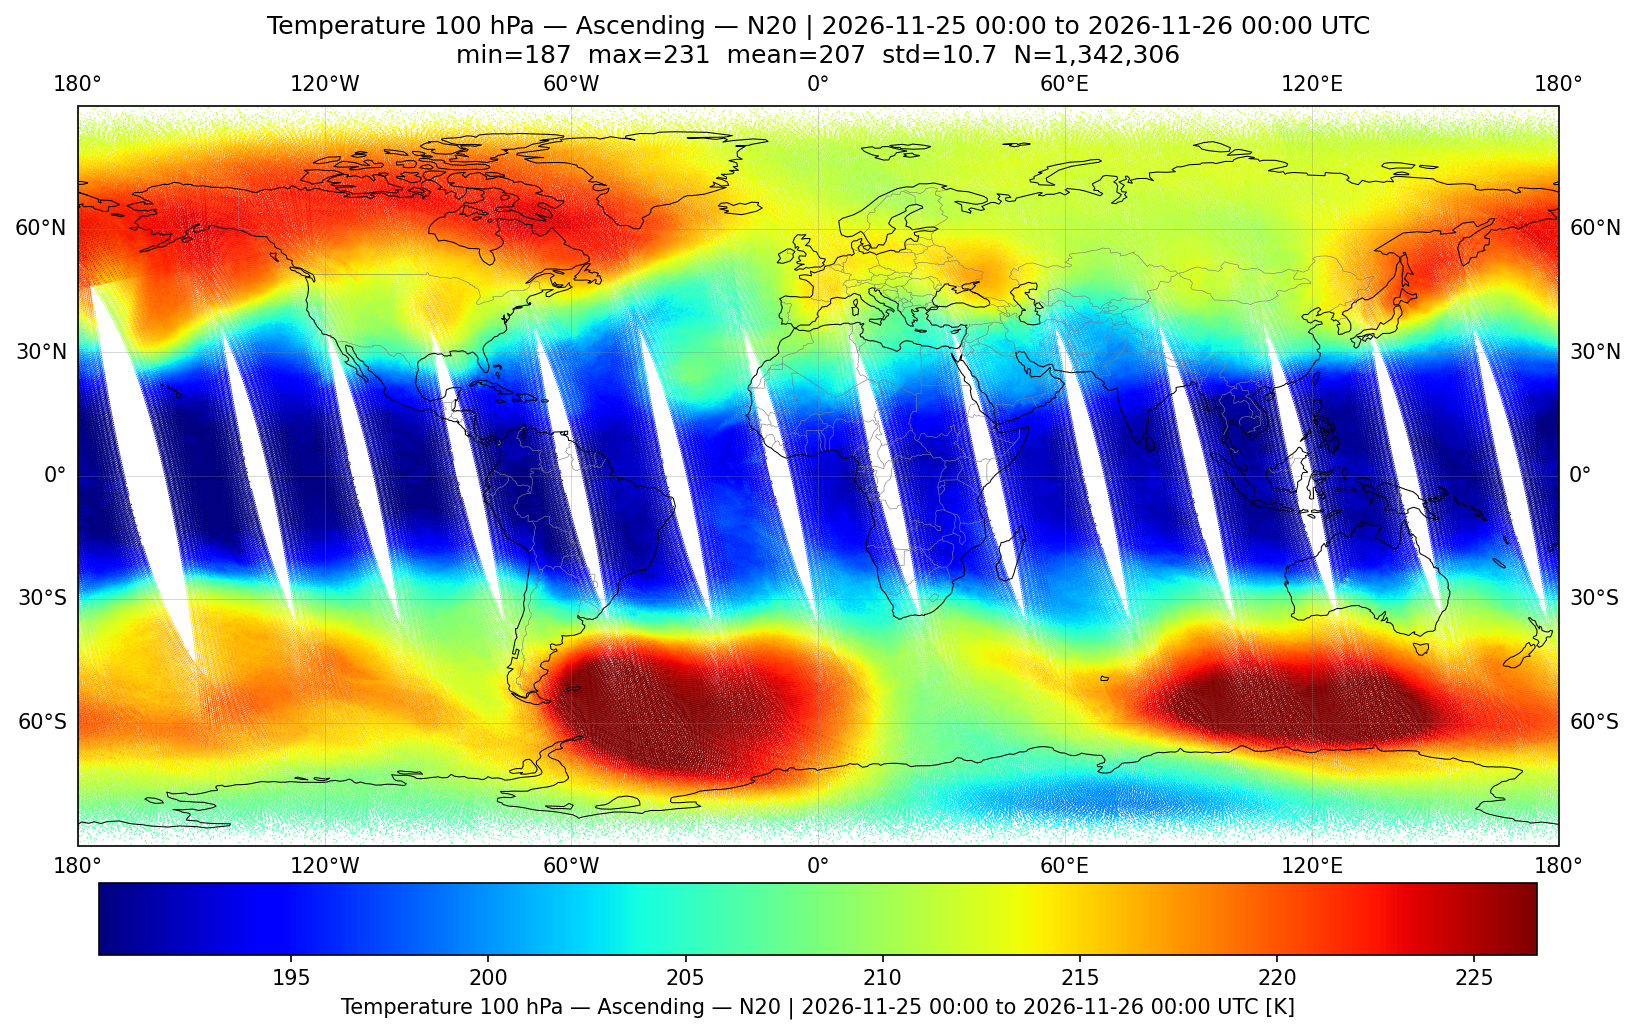 Temperature 100 hPa — Ascending — N20 | 2026-11-25 00:00 to 2026-11-26 00:00 UTC
min=187  max=231  mean=207  std=10.7  N=1,342,306
180° 120°W 60°W 0° 60°E 120°E 180°
60°N 60°N
30°N 30°N
0° 0°
30°S 30°S
60°S 60°S
180° 120°W 60°W 0° 60°E 120°E 180°
195 200 205 210 215 220 225
Temperature 100 hPa — Ascending — N20 | 2026-11-25 00:00 to 2026-11-26 00:00 UTC [K]